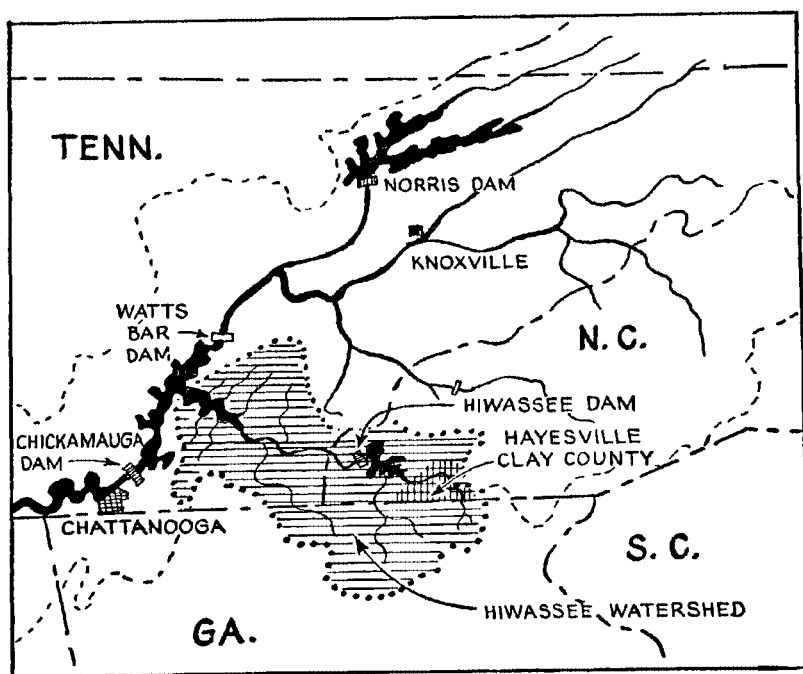 TENN.
NORRIS DAM
KNOXVILLE
WATTS
BAR
DAM
N.C.
HIWASSEE DAM
CHICKAMAUGA
DAM
HAYESVILLE
CLAY COUNTY
CHATTANOOGA
S.C.
HIWASSEE WATERSHED
GA.